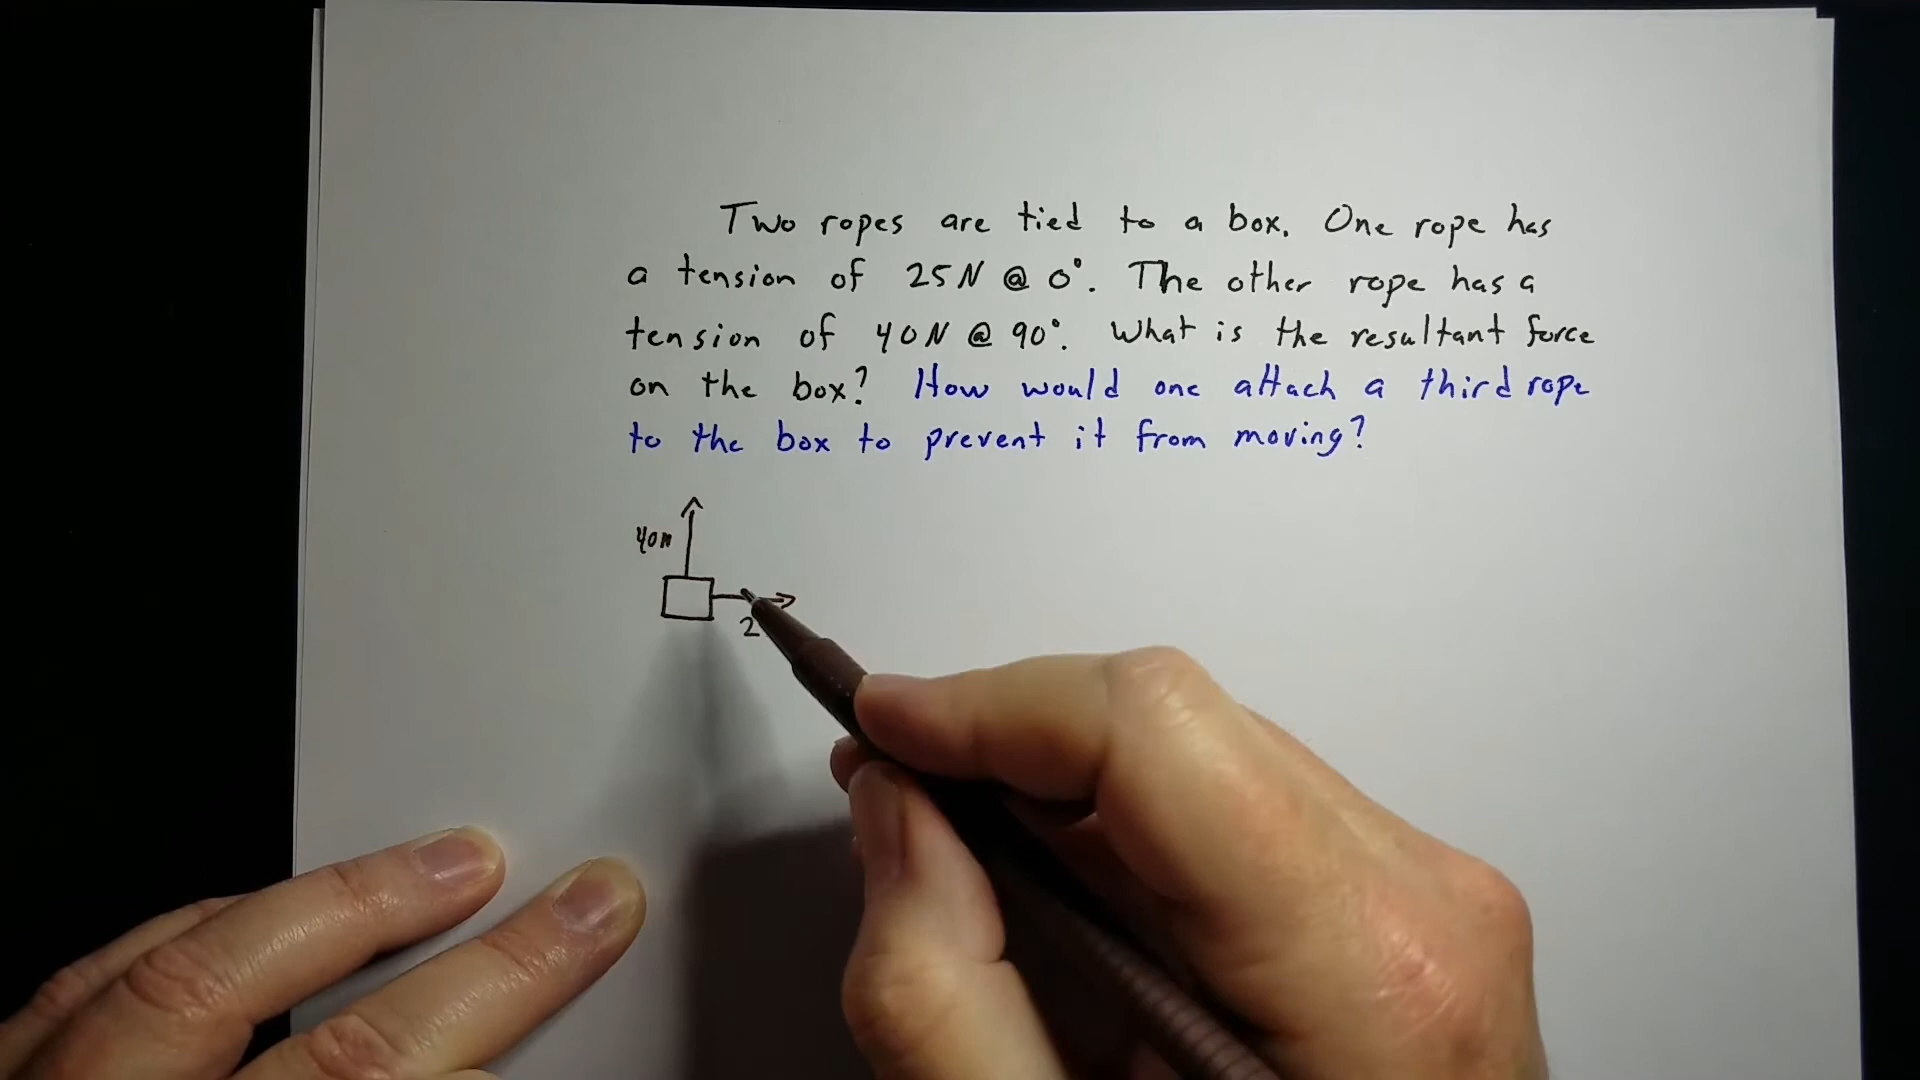 Two ropes are tied to a box. One rope has
a tension of 25N @ 0°. The other rope has a
tension of 40N @ 90°. What is the resultant force
on the box? How would one attach a third rope
to the box to prevent it from moving?
40N
2